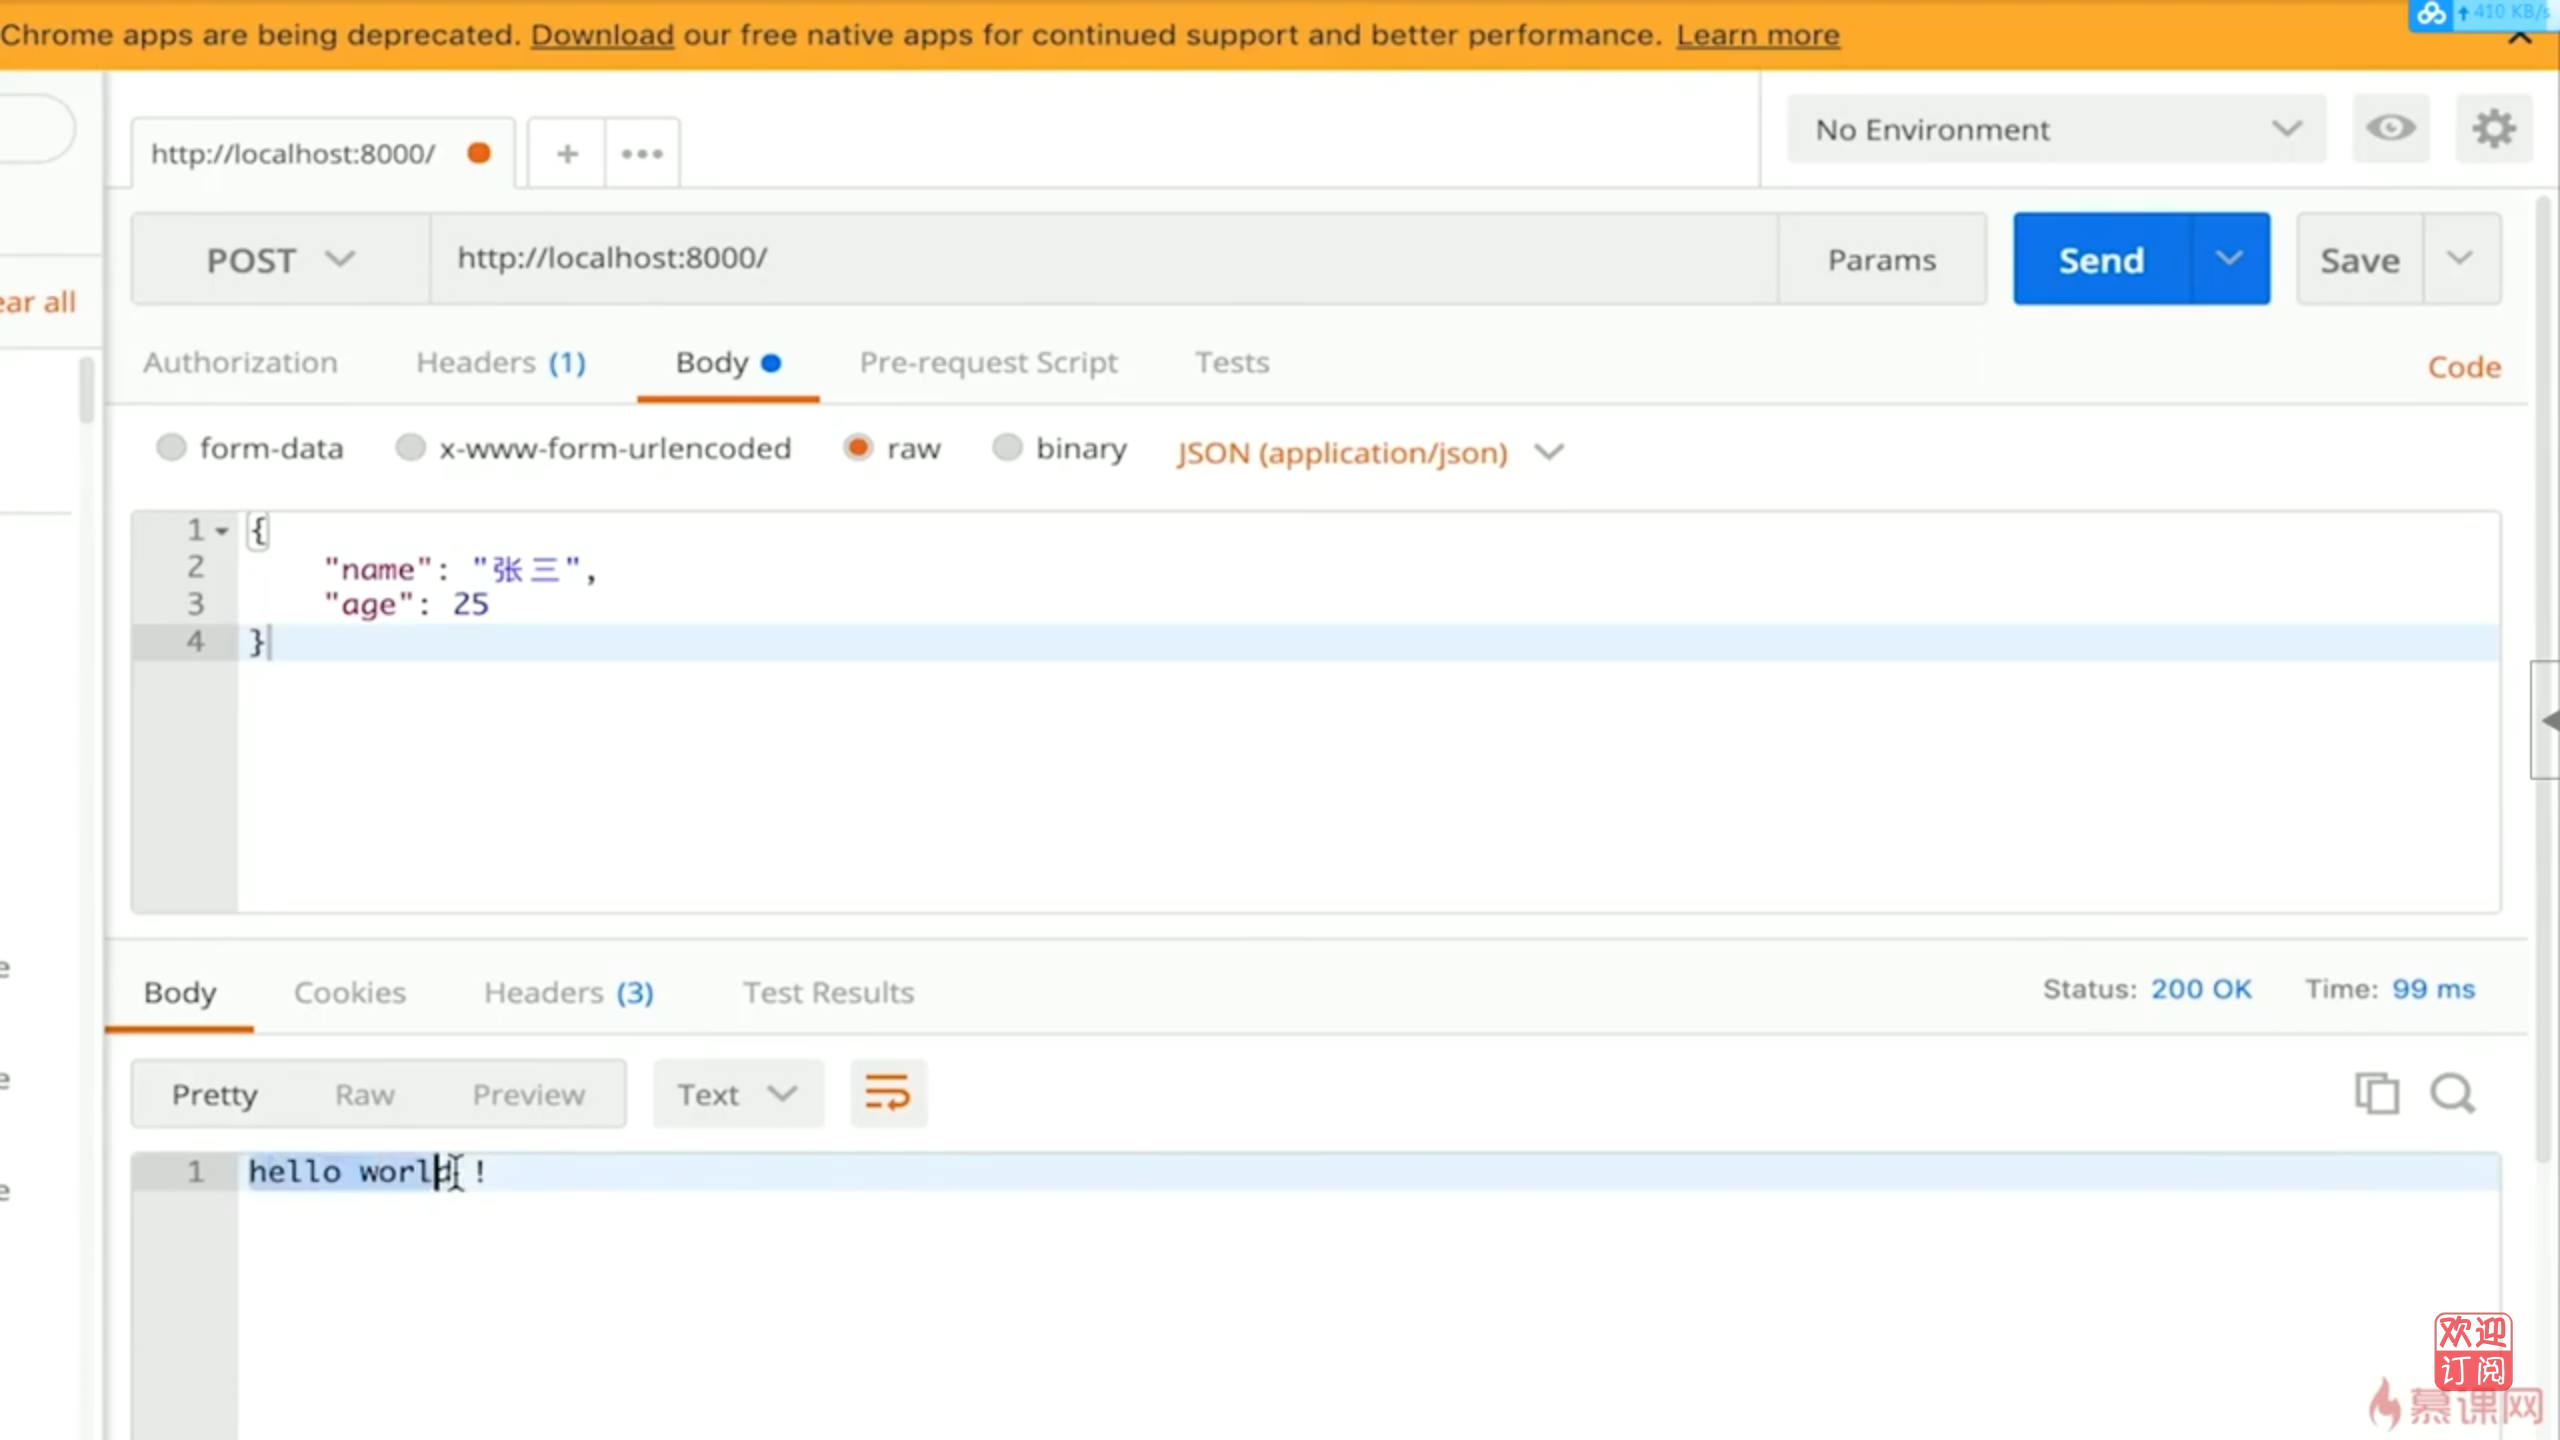 Chrome apps are being deprecated. Download our free native apps for continued support and better performance. Learn more
410 KB/s
http://localhost:8000/
No Environment
POST
http://localhost:8000/
Params
Send
Save
ear all
Authorization
Headers (1)
Body
Pre-request Script
Tests
Code
form-data
x-www-form-urlencoded
raw
binary
JSON (application/json)
1 {
2 "name": "张三",
3 "age": 25
4 }
e
e
e
Body
Cookies
Headers (3)
Test Results
Status: 200 OK
Time: 99 ms
Pretty
Raw
Preview
Text
1 hello world !
欢迎
订阅
慕课网